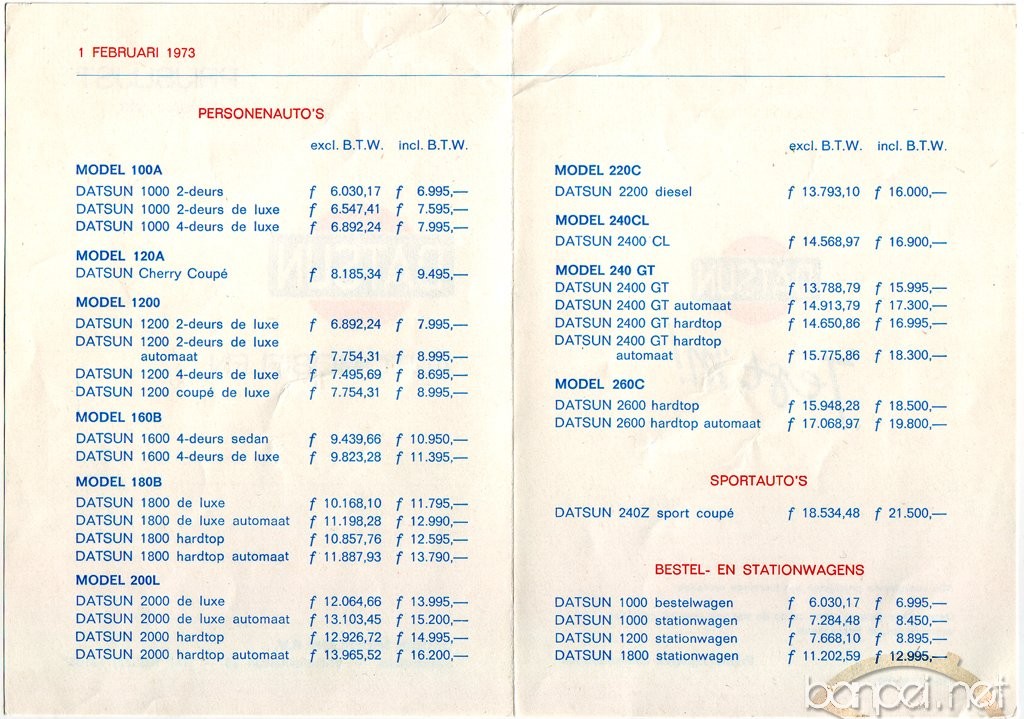 1 FEBRUARI 1973
PERSONENAUTO'S
excl. B.T.W. incl. B.T.W.
MODEL 100A
DATSUN 1000 2-deurs f 6.030,17 f 6.995,—
DATSUN 1000 2-deurs de luxe f 6.547,41 f 7.595,—
DATSUN 1000 4-deurs de luxe f 6.892,24 f 7.995,—
MODEL 120A
DATSUN Cherry Coupé f 8.185,34 f 9.495,—
MODEL 1200
DATSUN 1200 2-deurs de luxe f 6.892,24 f 7.995,—
DATSUN 1200 2-deurs de luxe
automaat f 7.754,31 f 8.995,—
DATSUN 1200 4-deurs de luxe f 7.495,69 f 8.695,—
DATSUN 1200 coupé de luxe f 7.754,31 f 8.995,—
MODEL 160B
DATSUN 1600 4-deurs sedan f 9.439,66 f 10.950,—
DATSUN 1600 4-deurs de luxe f 9.823,28 f 11.395,—
MODEL 180B
DATSUN 1800 de luxe f 10.168,10 f 11.795,—
DATSUN 1800 de luxe automaat f 11.198,28 f 12.990,—
DATSUN 1800 hardtop f 10.857,76 f 12.595,—
DATSUN 1800 hardtop automaat f 11.887,93 f 13.790,—
MODEL 200L
DATSUN 2000 de luxe f 12.064,66 f 13.995,—
DATSUN 2000 de luxe automaat f 13.103,45 f 15.200,—
DATSUN 2000 hardtop f 12.926,72 f 14.995,—
DATSUN 2000 hardtop automaat f 13.965,52 f 16.200,—
excl. B.T.W. incl. B.T.W.
MODEL 220C
DATSUN 2200 diesel f 13.793,10 f 16.000,—
MODEL 240CL
DATSUN 2400 CL f 14.568,97 f 16.900,—
MODEL 240 GT
DATSUN 2400 GT f 13.788,79 f 15.995,—
DATSUN 2400 GT automaat f 14.913,79 f 17.300,—
DATSUN 2400 GT hardtop f 14.650,86 f 16.995,—
DATSUN 2400 GT hardtop
automaat f 15.775,86 f 18.300,—
MODEL 260C
DATSUN 2600 hardtop f 15.948,28 f 18.500,—
DATSUN 2600 hardtop automaat f 17.068,97 f 19.800,—
SPORTAUTO'S
DATSUN 240Z sport coupé f 18.534,48 f 21.500,—
BESTEL- EN STATIONWAGENS
DATSUN 1000 bestelwagen f 6.030,17 f 6.995,—
DATSUN 1000 stationwagen f 7.284,48 f 8.450,—
DATSUN 1200 stationwagen f 7.668,10 f 8.895,—
DATSUN 1800 stationwagen f 11.202,59 f 12.995,—
banpei.net